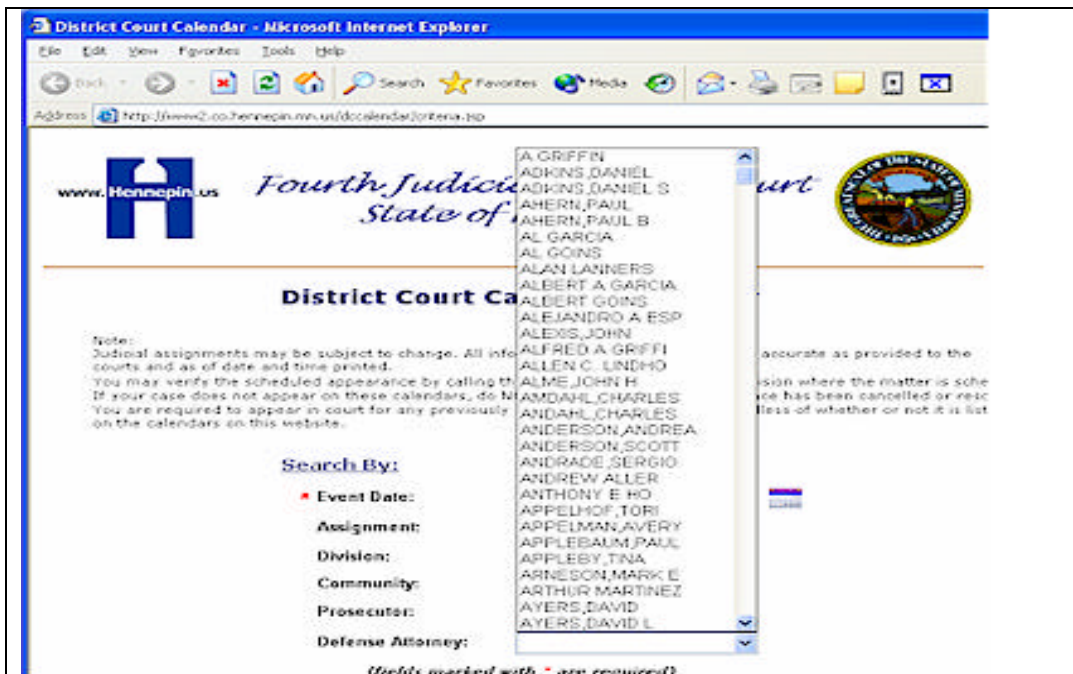 District Court Calendar - Microsoft Internet Explorer
File Edit View Favorites Tools Help
Back Search Favorites Media
Address http://www2.co.hennepin.mn.us/dccalendar/criteria.jsp
www.Hennepin.us
Fourth Judici urt
State of
District Court Ca
Note:
Judicial assignments may be subject to change. All info accurate as provided to the
courts and as of date and time printed.
You may verify the scheduled appearance by calling th ision where the matter is sche
If your case does not appear on these calendars, do N ce has been cancelled or resc
You are required to appear in court for any previously lless of whether or not it is list
on the calendars on this website.
Search By:
* Event Date:
Assignment:
Division:
Community:
Prosecutor:
Defense Attorney:
A GRIFFIN
ADKINS,DANIEL
ADKINS,DANIEL S
AHERN,PAUL
AHERN,PAUL B
AL GARCIA
AL GOINS
ALAN LANNERS
ALBERT A GARCIA
ALBERT GOINS
ALEJANDRO A ESP
ALEXIS,JOHN
ALFRED A GRIFFI
ALLEN C. LINDHO
ALME,JOHN H
AMDAHL,CHARLES
ANDAHL,CHARLES
ANDERSON,ANDREA
ANDERSON,SCOTT
ANDRADE,SERGIO
ANDREW ALLER
ANTHONY E HO
APPELHOF,TORI
APPELMAN,AVERY
APPLEBAUM,PAUL
APPLEBY,TINA
ARNESON,MARK E
ARTHUR MARTINEZ
AYERS,DAVID
AYERS,DAVID L
(fields marked with * are required)